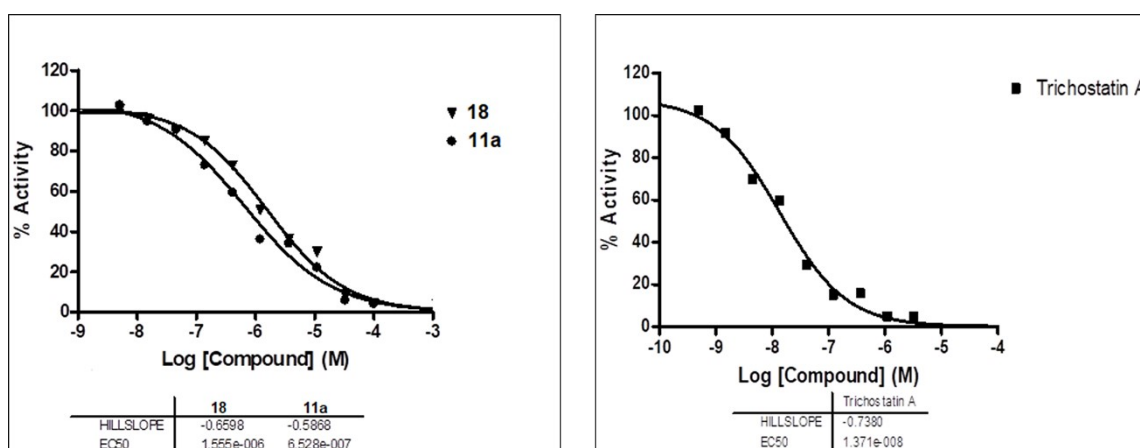 120
100
80
60
40
20
0
% Activity
-9 -8 -7 -6 -5 -4 -3
Log [Compound] (M)
18
11a
18 11a
HILLSLOPE -0.6598 -0.5868
EC50 1.555e-006 6.528e-007
120
100
80
60
40
20
0
% Activity
-10 -9 -8 -7 -6 -5 -4
Log [Compound] (M)
Trichostatin A
Trichostatin A
HILLSLOPE -0.7380
EC50 1.371e-008